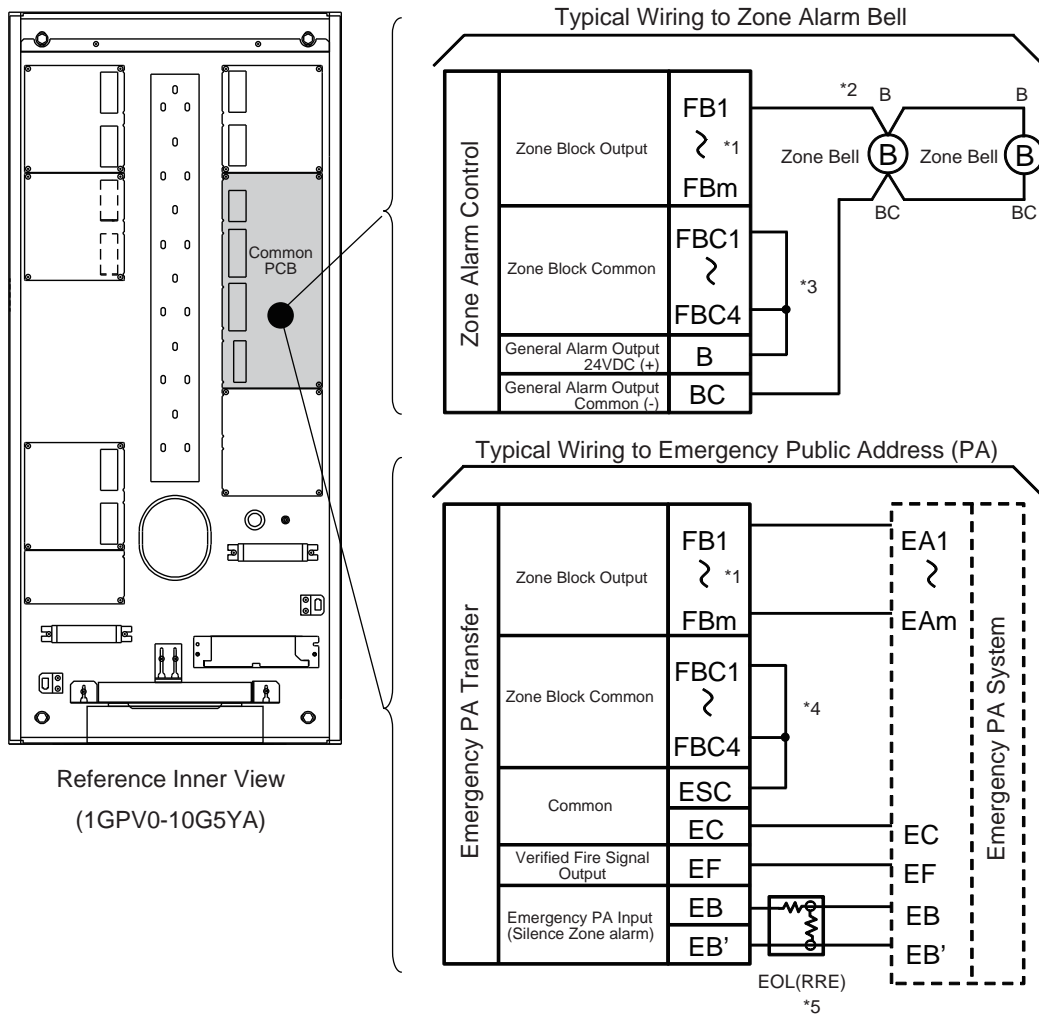 Typical Wiring to Zone Alarm Bell
Common
PCB
Zone Alarm Control
Zone Block Output
FB1
*1
FBm
Zone Block Common
FBC1
FBC4
General Alarm Output
24VDC (+)
B
General Alarm Output
Common (-)
BC
*2
B
B
Zone Bell
B
Zone Bell
B
BC
BC
*3
Typical Wiring to Emergency Public Address (PA)
Emergency PA Transfer
Zone Block Output
FB1
*1
FBm
Zone Block Common
FBC1
FBC4
*4
Common
ESC
EC
Verified Fire Signal
Output
EF
Emergency PA Input
(Silence Zone alarm)
EB
EB’
EOL(RRE)
*5
EA1
EAm
EC
EF
EB
EB’
Emergency PA System
Reference Inner View
(1GPV0-10G5YA)